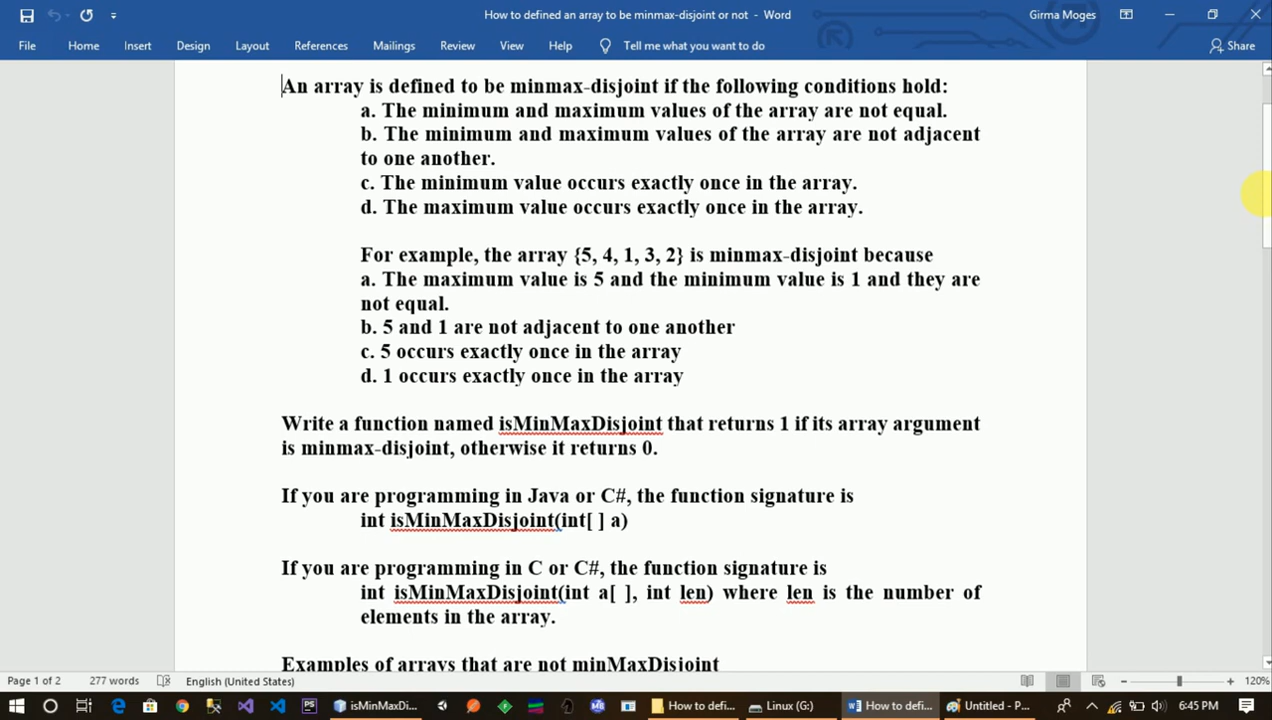 How to defined an array to be minmax-disjoint or not - Word
Girma Moges
File Home Insert Design Layout References Mailings Review View Help Tell me what you want to do Share
An array is defined to be minmax-disjoint if the following conditions hold:
a. The minimum and maximum values of the array are not equal.
b. The minimum and maximum values of the array are not adjacent
to one another.
c. The minimum value occurs exactly once in the array.
d. The maximum value occurs exactly once in the array.
For example, the array {5, 4, 1, 3, 2} is minmax-disjoint because
a. The maximum value is 5 and the minimum value is 1 and they are
not equal.
b. 5 and 1 are not adjacent to one another
c. 5 occurs exactly once in the array
d. 1 occurs exactly once in the array
Write a function named isMinMaxDisjoint that returns 1 if its array argument
is minmax-disjoint, otherwise it returns 0.
If you are programming in Java or C#, the function signature is
int isMinMaxDisjoint(int[ ] a)
If you are programming in C or C#, the function signature is
int isMinMaxDisjoint(int a[ ], int len) where len is the number of
elements in the array.
Examples of arrays that are not minMaxDisjoint
Page 1 of 2 277 words English (United States) 120%
isMinMaxDi... How to defi... Linux (G:) How to defi... Untitled - P... 6:45 PM